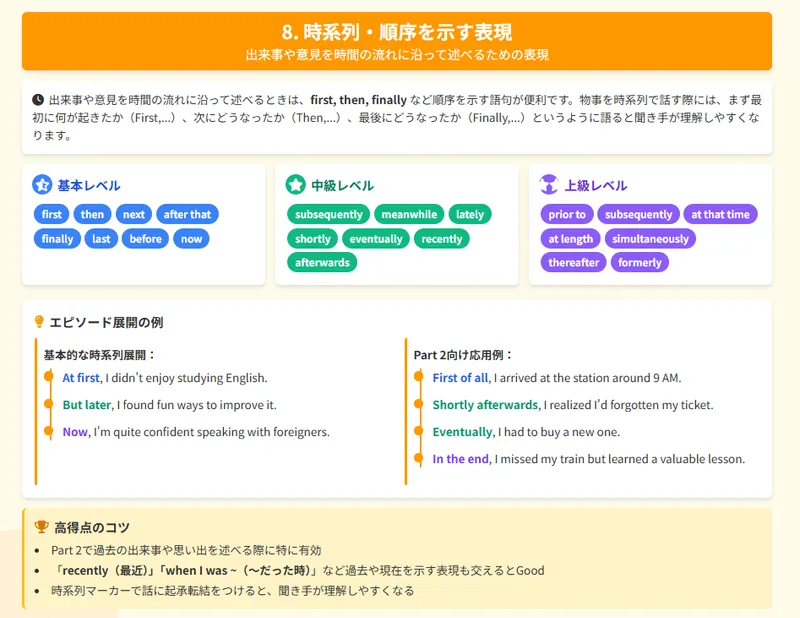 8. 時系列・順序を示す表現
出来事や意見を時間の流れに沿って述べるための表現
出来事や意見を時間の流れに沿って述べるときは、first, then, finally など順序を示す語句が便利です。物事を時系列で話す際には、まず最
初に何が起きたか（First,...）、次にどうなったか（Then,...）、最後にどうなったか（Finally,...）というように語ると聞き手が理解しやすくな
ります。
基本レベル
first then next after that
finally last before now
中級レベル
subsequently meanwhile lately
shortly eventually recently
afterwards
上級レベル
prior to subsequently at that time
at length simultaneously
thereafter formerly
エピソード展開の例
基本的な時系列展開：
At first, I didn't enjoy studying English.
But later, I found fun ways to improve it.
Now, I'm quite confident speaking with foreigners.
Part 2向け応用例：
First of all, I arrived at the station around 9 AM.
Shortly afterwards, I realized I'd forgotten my ticket.
Eventually, I had to buy a new one.
In the end, I missed my train but learned a valuable lesson.
高得点のコツ
Part 2で過去の出来事や思い出を述べる際に特に有効
「recently（最近）」「when I was ~（〜だった時）」など過去や現在を示す表現も交えるとGood
時系列マーカーで話に起承転結をつけると、聞き手が理解しやすくなる